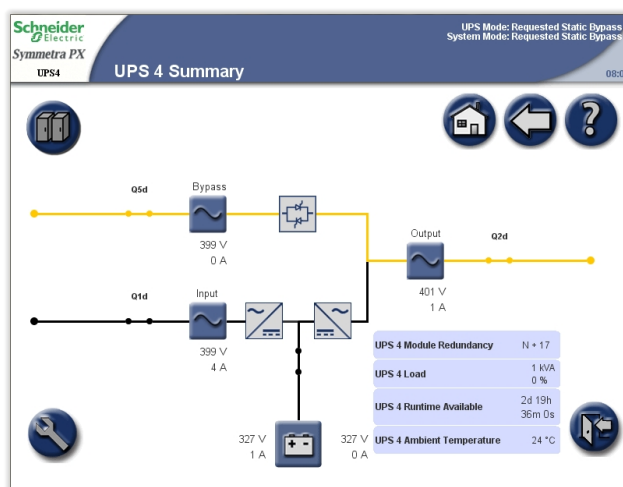 Schneider
Electric
Symmetra PX
UPS4
UPS 4 Summary
UPS Mode: Requested Static Bypass
System Mode: Requested Static Bypass
08:0
Q5d
Bypass
399 V
0 A
Output
Q2d
401 V
1 A
Q1d
Input
399 V
4 A
UPS 4 Module Redundancy N + 17
UPS 4 Load 1 kVA
0 %
UPS 4 Runtime Available 2d 19h
36m 0s
UPS 4 Ambient Temperature 24 °C
327 V
1 A
327 V
0 A